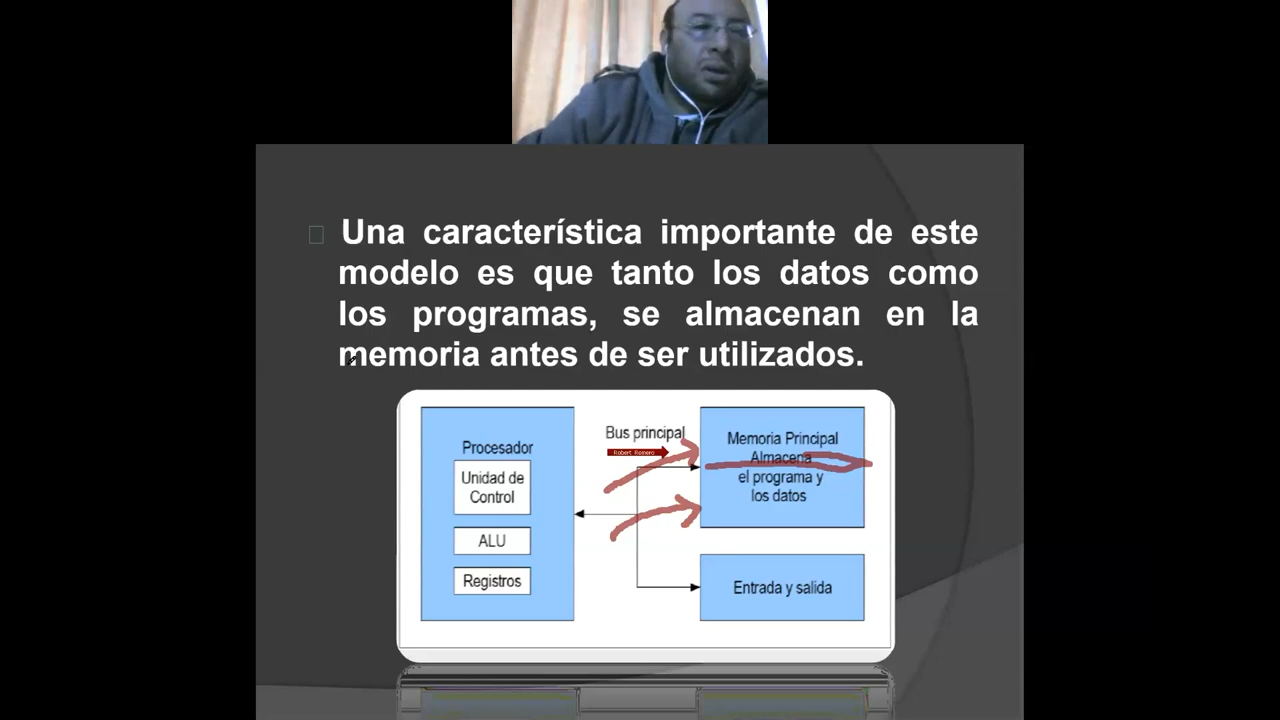 Una característica importante de este
modelo es que tanto los datos como
los programas, se almacenan en la
memoria antes de ser utilizados.
Procesador
Unidad de
Control
ALU
Registros
Bus principal
Robert Romero
Memoria Principal
Almacena
el programa y
los datos
Entrada y salida